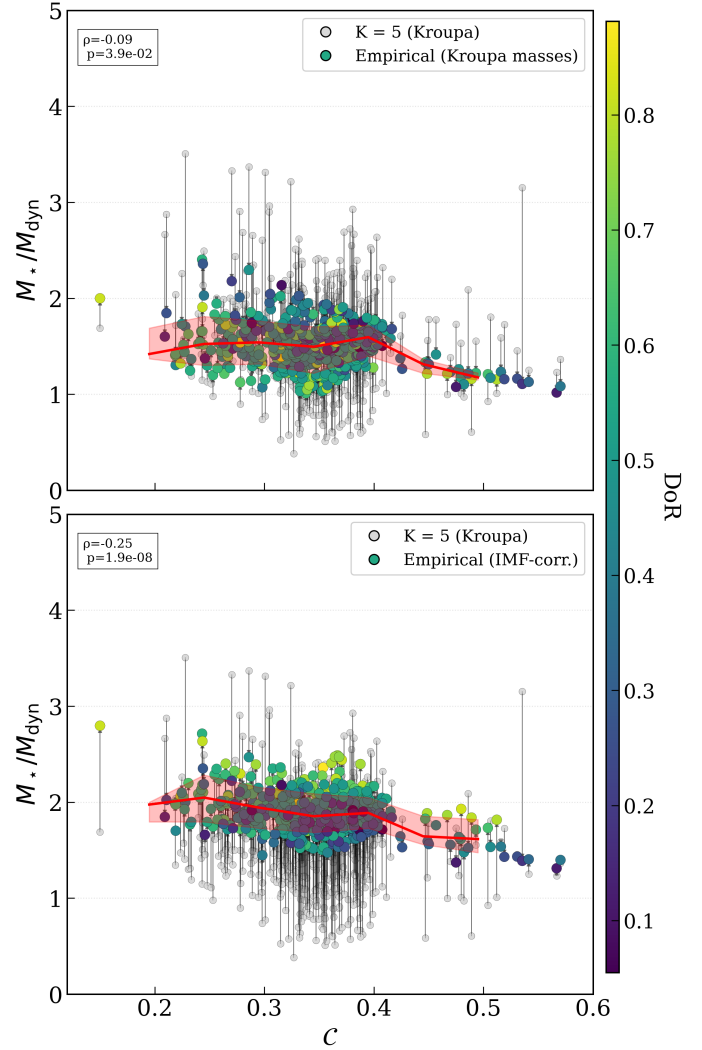 5
ρ=-0.09
p=3.9e-02
K = 5 (Kroupa)
Empirical (Kroupa masses)
4
3
2
1
0
M⋆/Mdyn
5
ρ=-0.25
p=1.9e-08
K = 5 (Kroupa)
Empirical (IMF-corr.)
4
3
2
1
0
M⋆/Mdyn
0.2
0.3
0.4
0.5
0.6
C
0.8
0.7
0.6
0.5
0.4
0.3
0.2
0.1
DoR